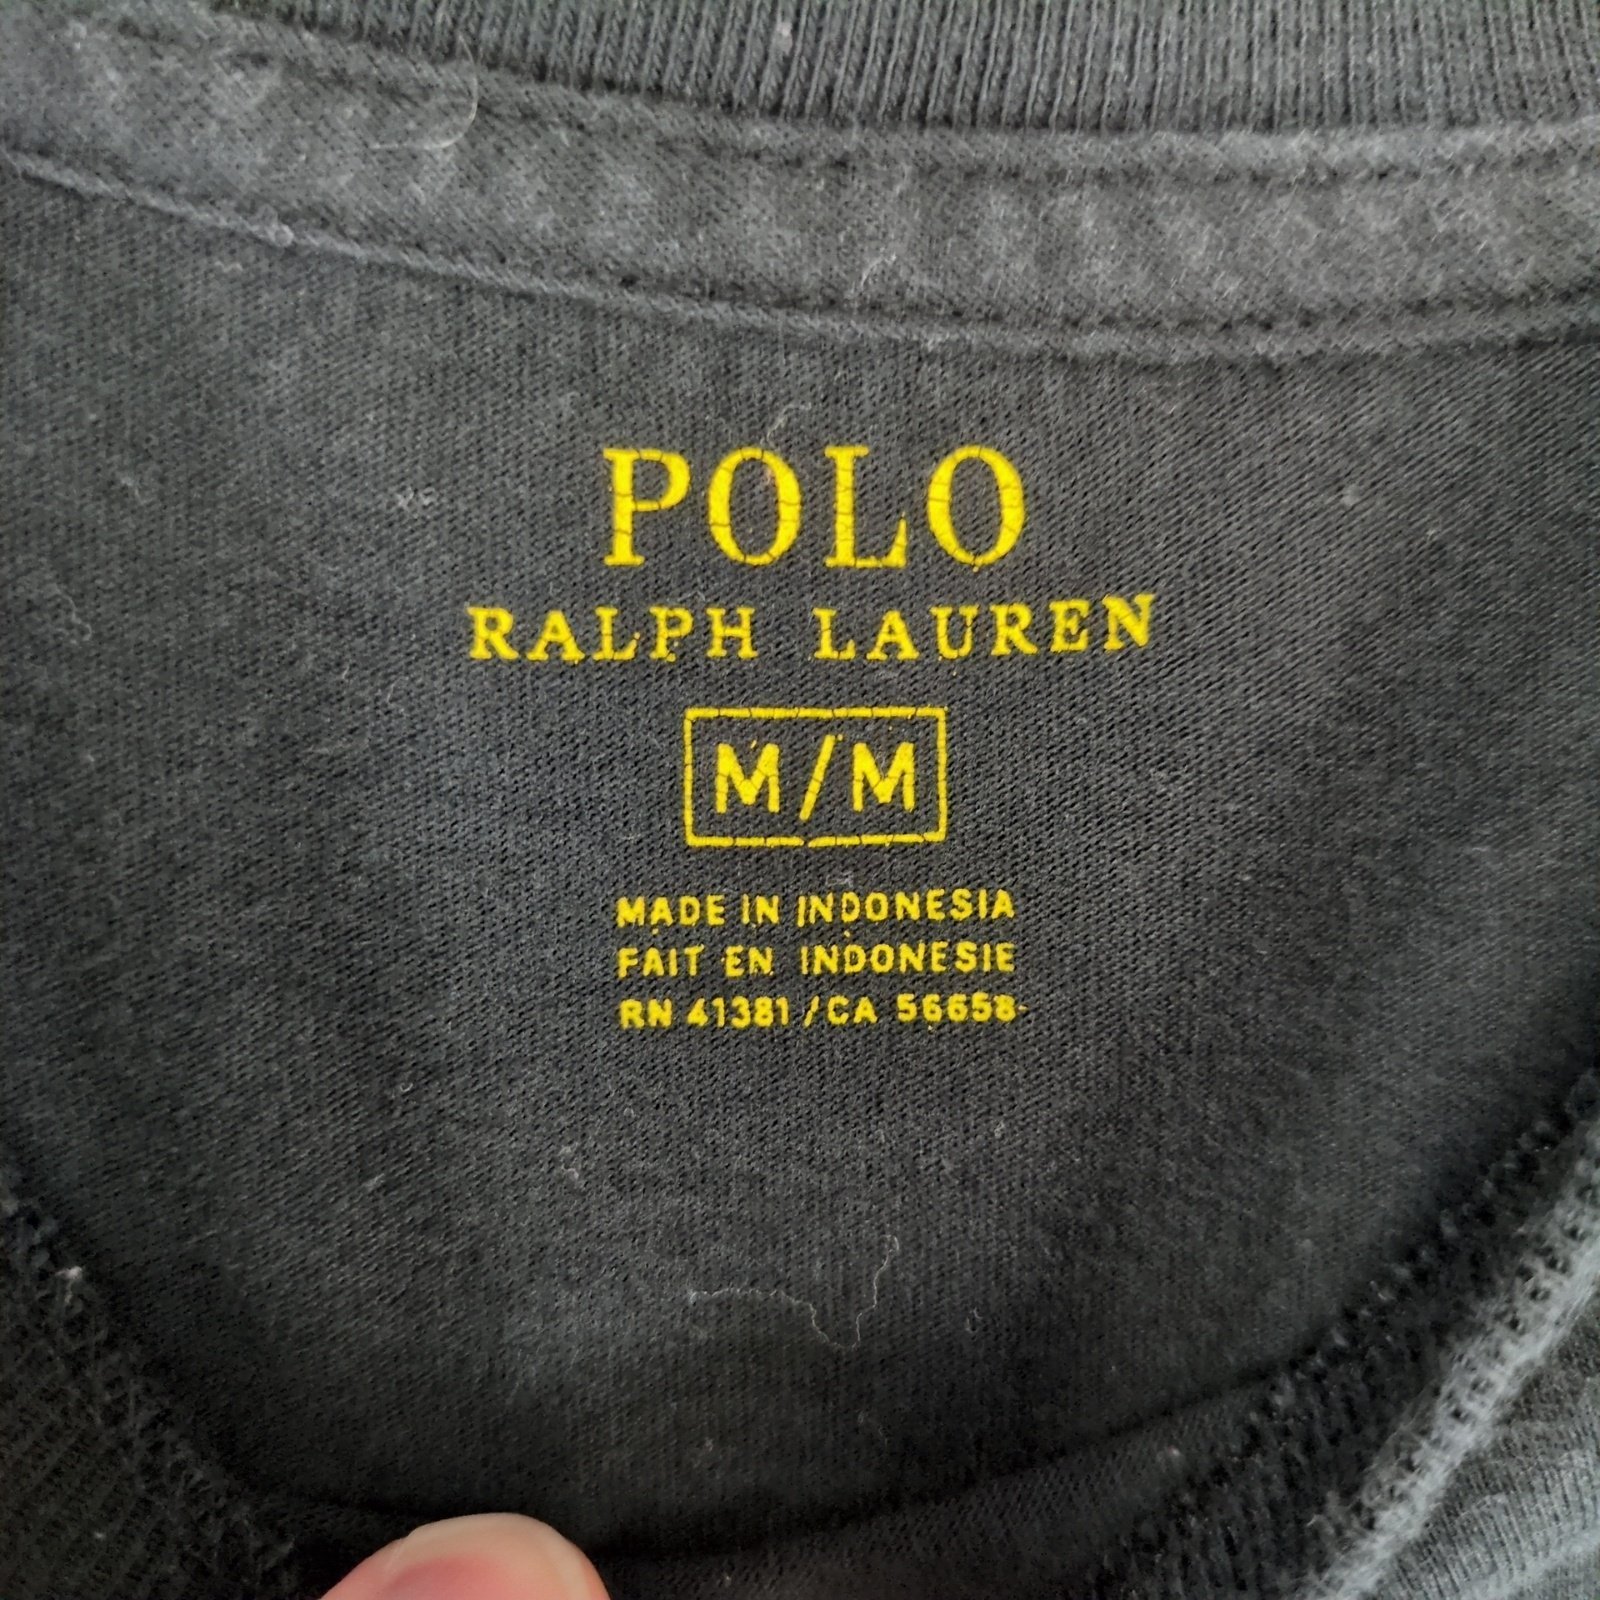 POLO
RALPH LAUREN
M/M
MADE IN INDONESIA
FAIT EN INDONESIE
RN 41381 / CA 56658